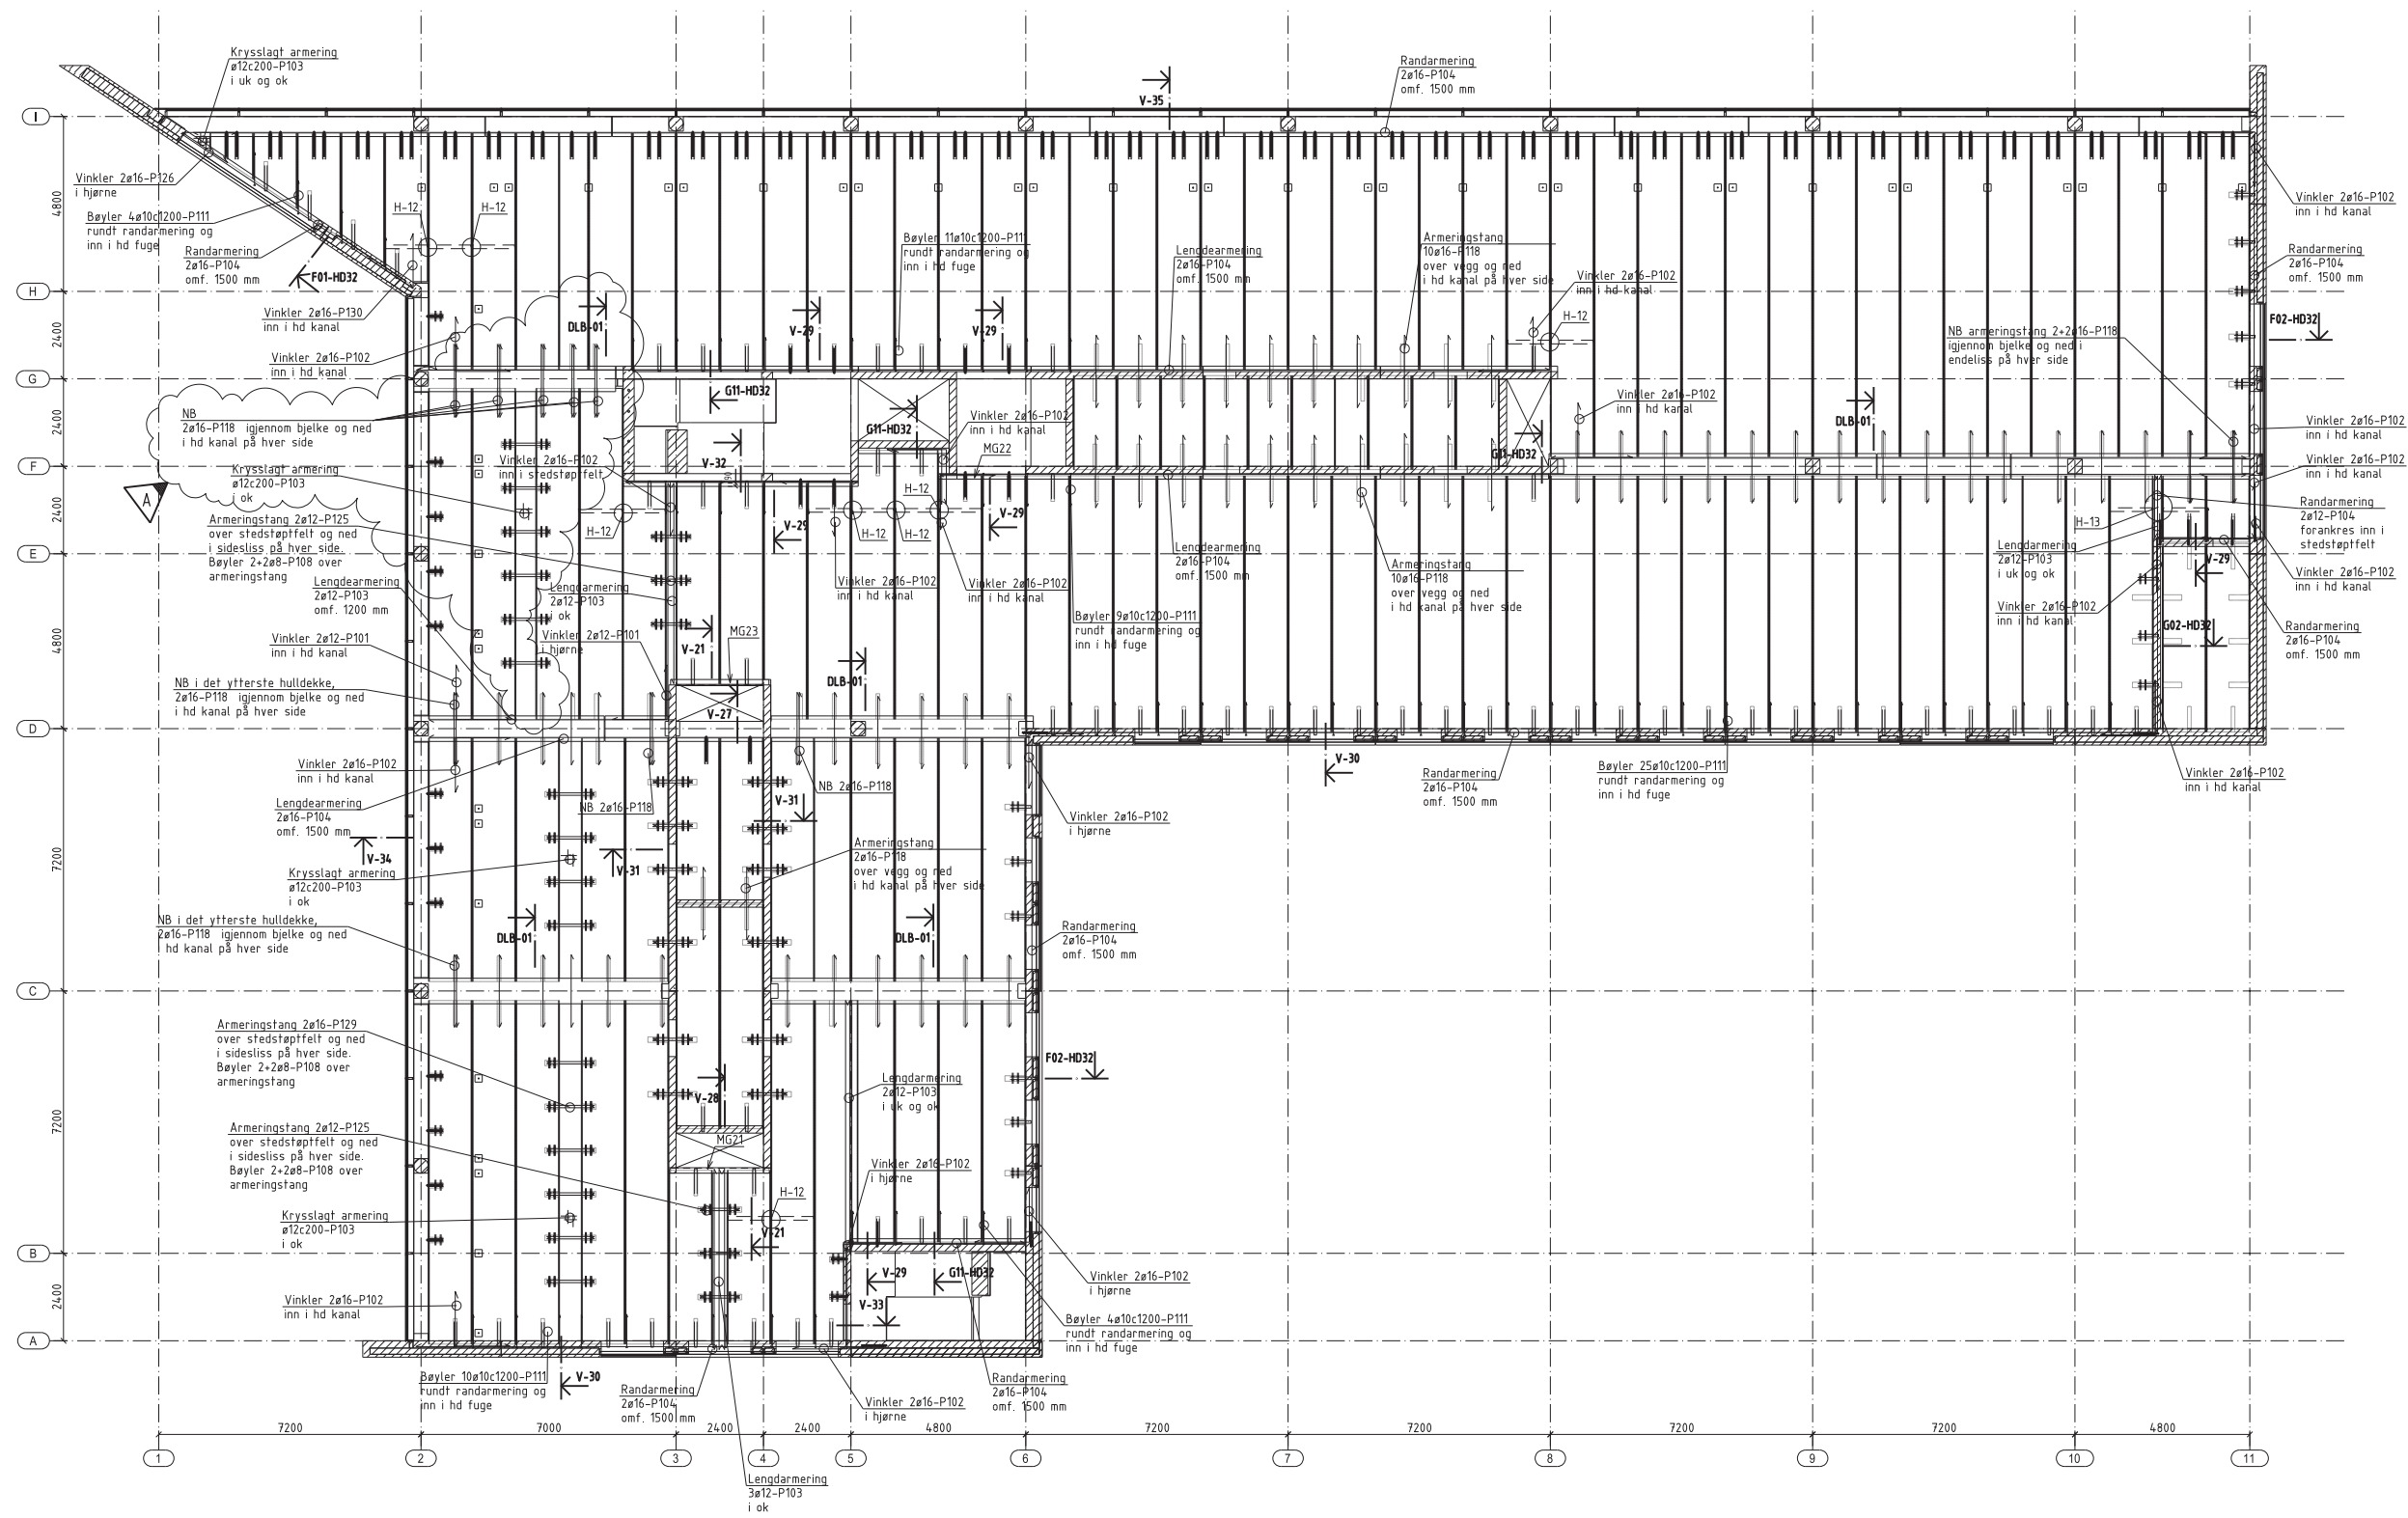 Krysslagt armering
ø12c200-P103
i uk og ok
Randarmering
2ø16-P104
omf. 1500 mm
V-35
I
Vinkler 2ø16-P126
i hjørne
4800
Vinkler 2ø16-P102
inn i hd kanal
Bøyler 4ø10c1200-P111
rundt randarmering og
inn i hd fuge
H-12
H-12
Randarmering
2ø16-P104
omf. 1500 mm
F01-HD32
Bøyler 11ø10c1200-P111
rundt randarmering og
inn i hd fuge
Lengdearmering
2ø16-P104
omf. 1500 mm
Armeringstang
10ø16-P118
over vegg og ned
i hd kanal på hver side
Vinkler 2ø16-P102
inn i hd kanal
Randarmering
2ø16-P104
omf. 1500 mm
H
Vinkler 2ø16-P130
inn i hd kanal
DLB-01
V-29
V-29
H-12
F02-HD32
2400
NB armeringstang 2+2ø16-P118
igjennom bjelke og ned i
endeliss på hver side
Vinkler 2ø16-P102
inn i hd kanal
G
G11-HD32
Vinkler 2ø16-P102
inn i hd kanal
2400
NB
2ø16-P118 igjennom bjelke og ned
i hd kanal på hver side
G11-HD32
Vinkler 2ø16-P102
inn i hd kanal
DLB-01
Vinkler 2ø16-P102
inn i hd kanal
MG22
G11-HD32
F
Krysslagt armering
ø12c200-P103
i ok
Vinkler 2ø16-P102
inn i stedstøpfelt
V-32
Vinkler 2ø16-P102
inn i hd kanal
A
2400
Armeringstang 2ø12-P125
over stedstøptfelt og ned
i sidesliss på hver side.
Bøyler 2+2ø8-P108 over
armeringstang
H-12
H-12
V-29
H-12
H-12
V-29
H-13
Randarmering
2ø12-P104
forankres inn i
stedstøptfelt
E
Lengdearmering
2ø16-P104
omf. 1500 mm
Lengdearmering
2ø12-P103
i uk og ok
V-29
Vinkler 2ø16-P102
inn i hd kanal
Lengdearmering
2ø12-P103
omf. 1200 mm
Lengdearmering
2ø12-P103
i ok
Vinkler 2ø16-P102
inn i hd kanal
Vinkler 2ø16-P102
inn i hd kanal
Armeringstang
10ø16-P118
over vegg og ned
i hd kanal på hver side
Vinkler 2ø16-P102
inn i hd kanal
4800
Vinkler 2ø12-P101
inn i hd kanal
Vinkler 2ø12-P101
i hjørne
V-21
MG23
Bøyler 9ø10c1200-P111
rundt randarmering og
inn i hd fuge
G02-HD32
Randarmering
2ø16-P104
omf. 1500 mm
NB i det ytterste hulldekke,
2ø16-P118 igjennom bjelke og ned
i hd kanal på hver side
DLB-01
V-27
D
Vinkler 2ø16-P102
inn i hd kanal
V-30
Randarmering
2ø16-P104
omf. 1500 mm
Bøyler 25ø10c1200-P111
rundt randarmering og
inn i hd fuge
Vinkler 2ø16-P102
inn i hd kanal
Lengdearmering
2ø16-P104
omf. 1500 mm
NB 2ø16-P118
V-31
NB 2ø16-P118
Vinkler 2ø16-P102
i hjørne
7200
V-34
Krysslagt armering
ø12c200-P103
i ok
V-31
Armeringstang
2ø16-P118
over vegg og ned
i hd kanal på hver side
NB i det ytterste hulldekke,
2ø16-P118 igjennom bjelke og ned
i hd kanal på hver side
DLB-01
DLB-01
Randarmering
2ø16-P104
omf. 1500 mm
C
Armeringstang 2ø16-P129
over stedstøptfelt og ned
i sidesliss på hver side.
Bøyler 2+2ø8-P108 over
armeringstang
F02-HD32
Lengdarmering
2ø12-P103
i uk og ok
V-28
7200
Armeringstang 2ø12-P125
over stedstøptfelt og ned
i sidesliss på hver side.
Bøyler 2+2ø8-P108 over
armeringstang
MG21
Vinkler 2ø16-P102
i hjørne
H-12
Krysslagt armering
ø12c200-P103
i ok
V-21
B
V-29
G11-HD32
Vinkler 2ø16-P102
i hjørne
2400
Vinkler 2ø16-P102
inn i hd kanal
V-33
Bøyler 4ø10c1200-P111
rundt randarmering og
inn i hd fuge
A
Bøyler 10ø10c1200-P111
rundt randarmering og
inn i hd fuge
V-30
Randarmering
2ø16-P104
omf. 1500 mm
Vinkler 2ø16-P102
i hjørne
Randarmering
2ø16-P104
omf. 1500 mm
7200 7000 2400 2400 4800 7200 7200 7200 7200 4800
1 2 3 4 5 6 7 8 9 10 11
Lengdarmering
3ø12-P103
i ok